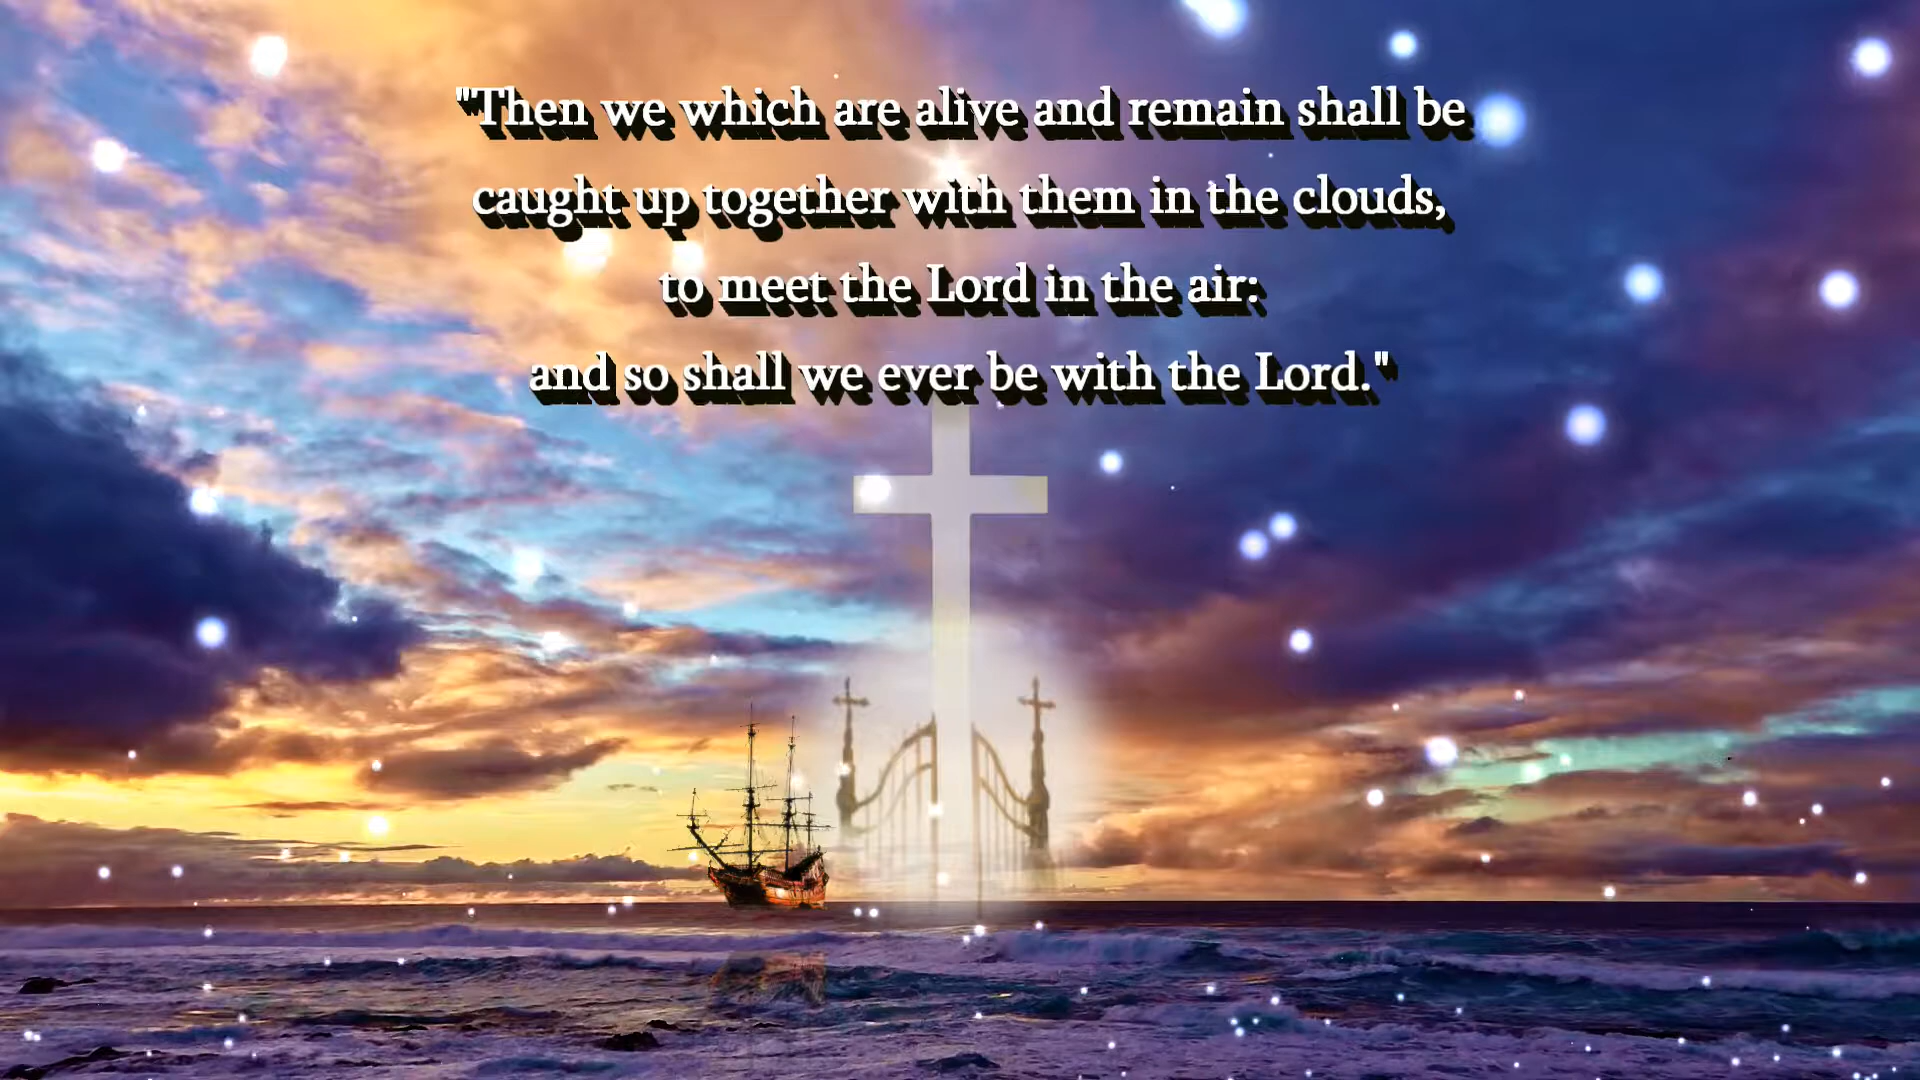 "Then we which are alive and remain shall be
caught up together with them in the clouds,
to meet the Lord in the air:
and so shall we ever be with the Lord."